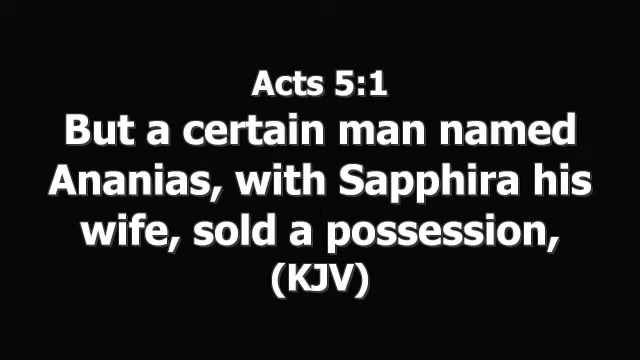 Acts 5:1
But a certain man named
Ananias, with Sapphira his
wife, sold a possession,
(KJV)